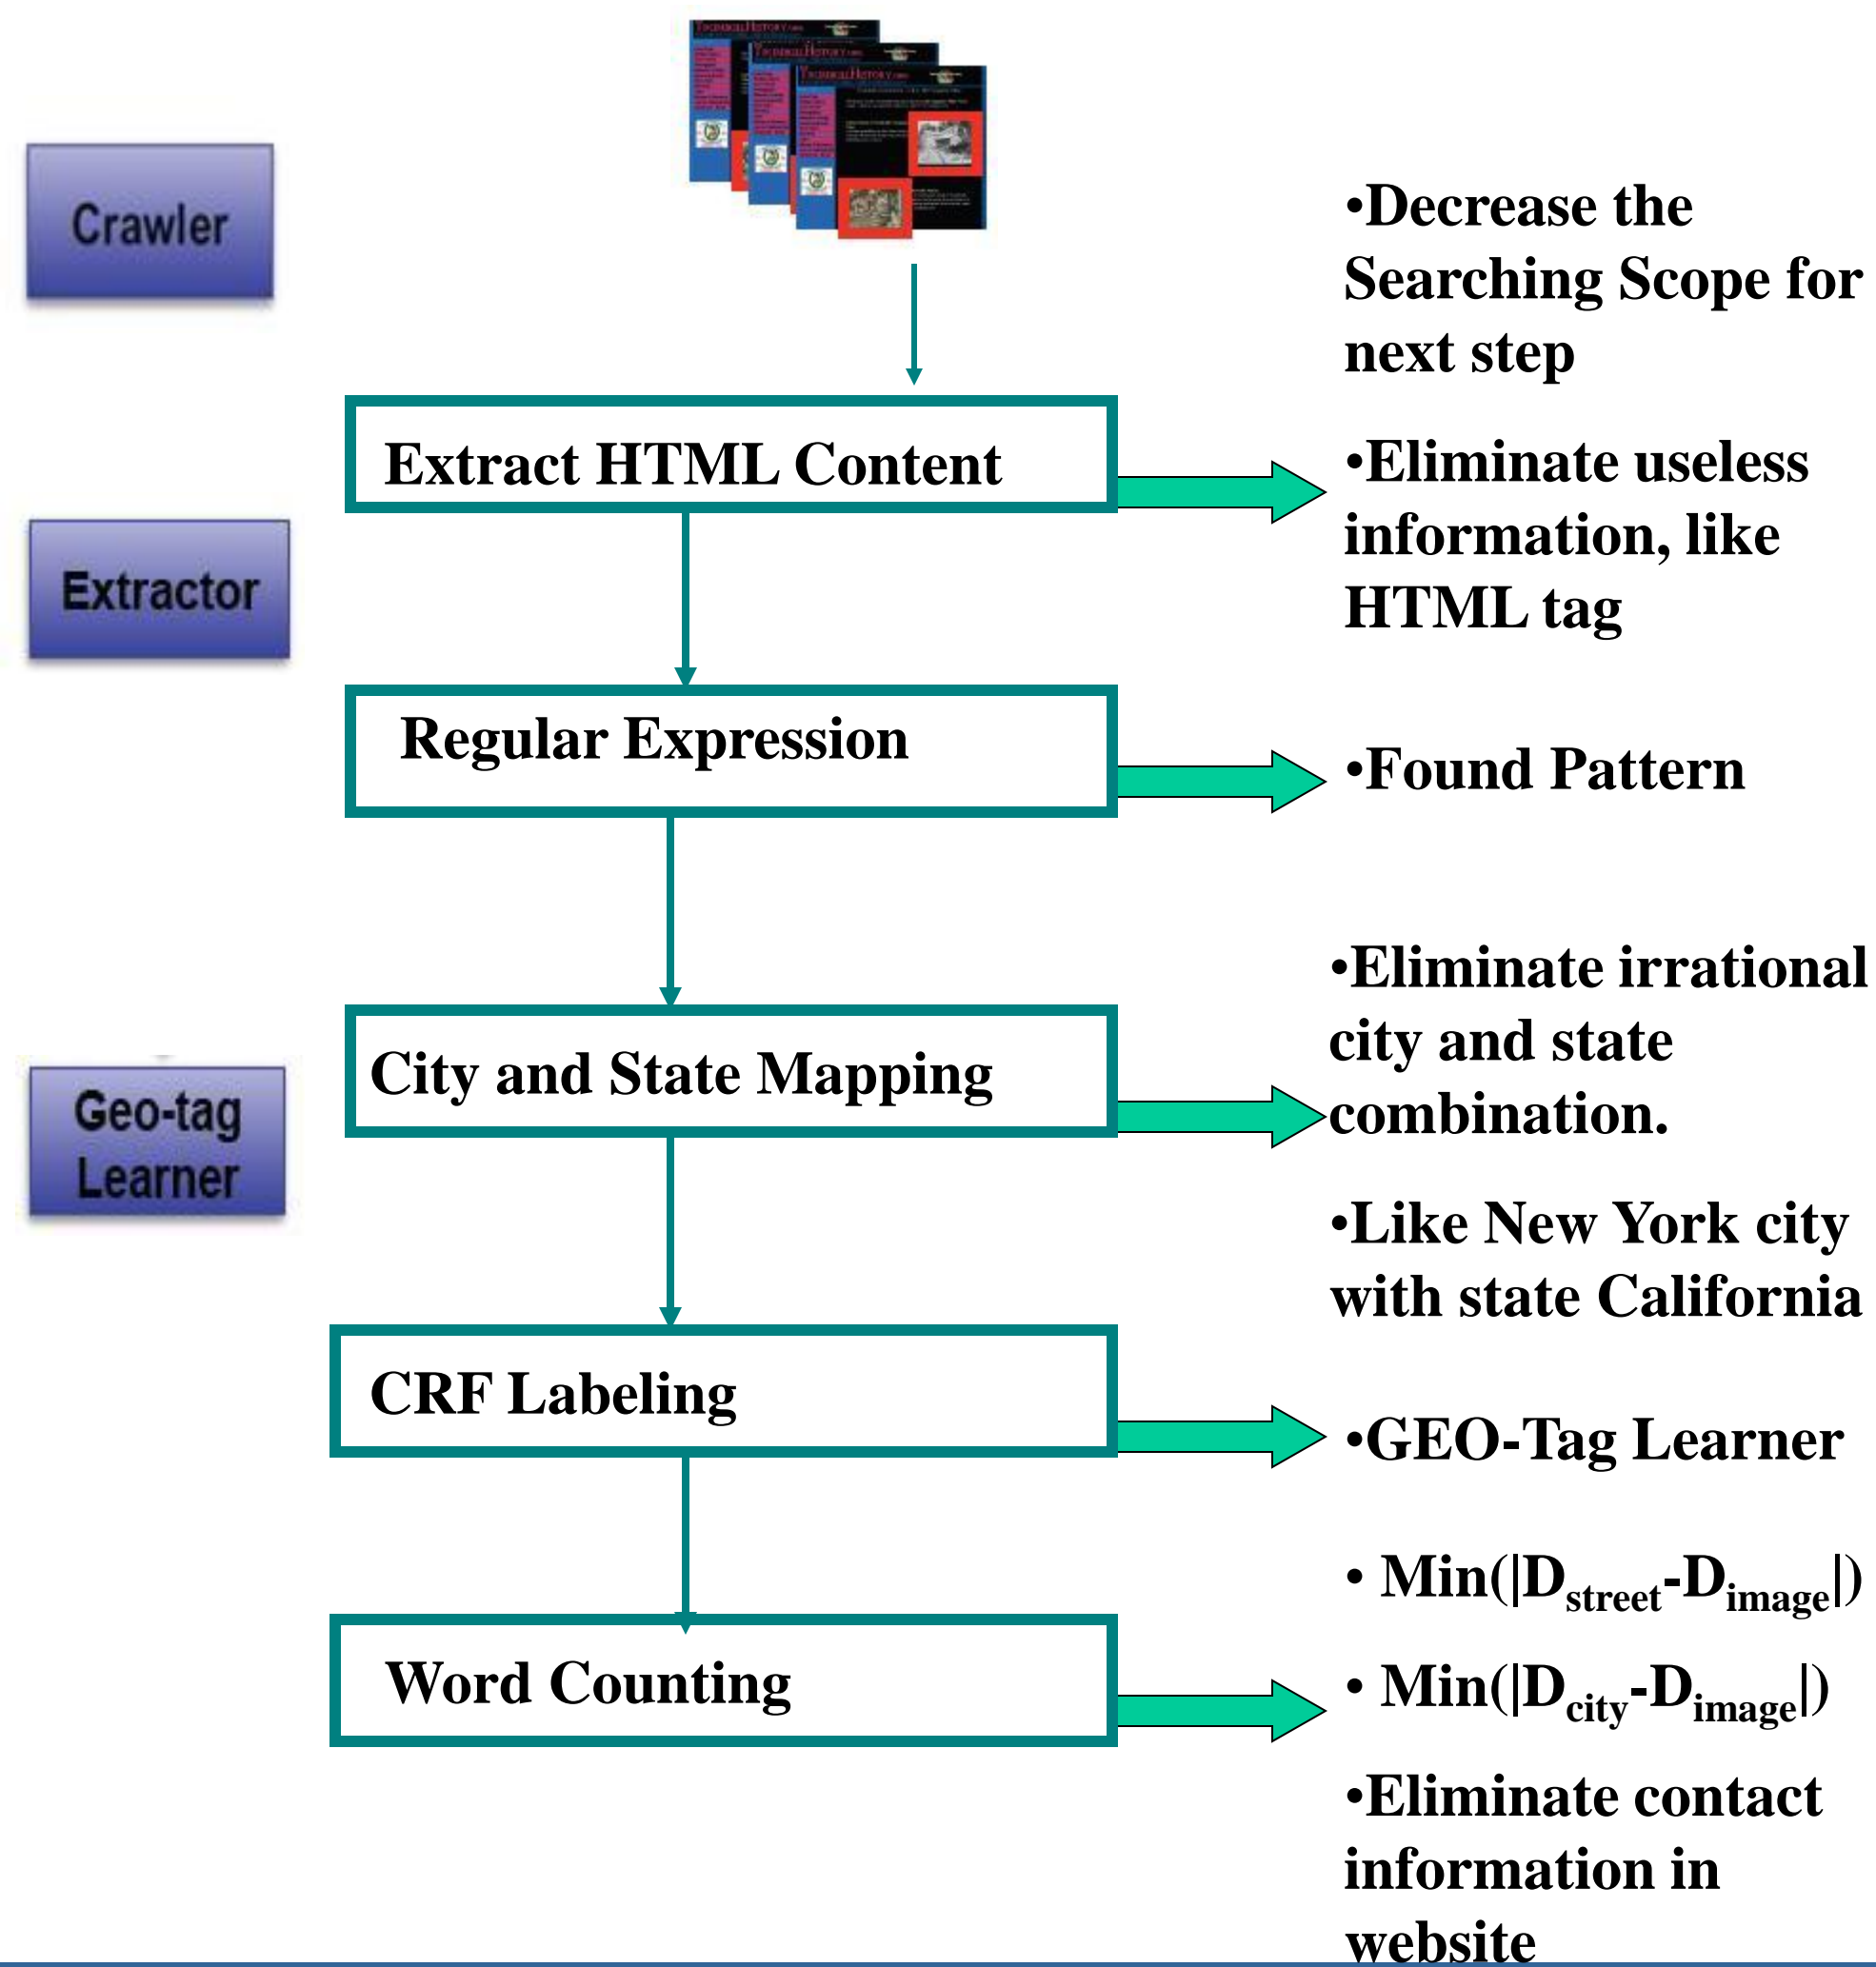 Crawler
•Decrease the
Searching Scope for
next step
Extract HTML Content
•Eliminate useless
information, like
HTML tag
Extractor
Regular Expression
•Found Pattern
•Eliminate irrational
city and state
combination.
City and State Mapping
Geo-tag
Learner
•Like New York city
with state California
CRF Labeling
•GEO-Tag Learner
• Min(|Dstreet-Dimage|)
Word Counting
• Min(|Dcity-Dimage|)
•Eliminate contact
information in
website